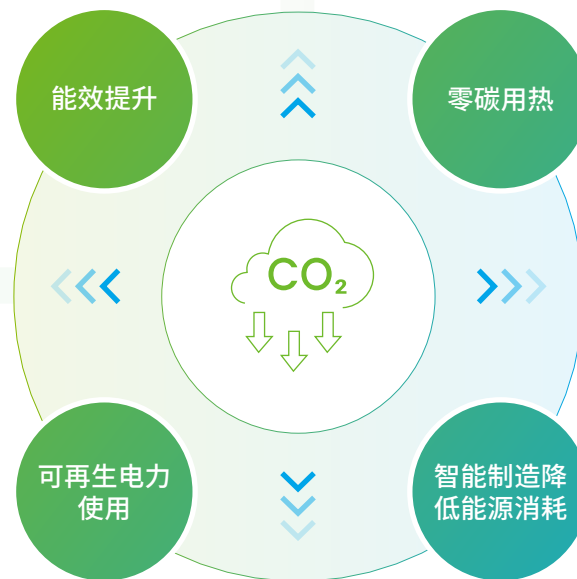 能效提升
零碳用热
CO₂
可再生电力
使用
智能制造降
低能源消耗